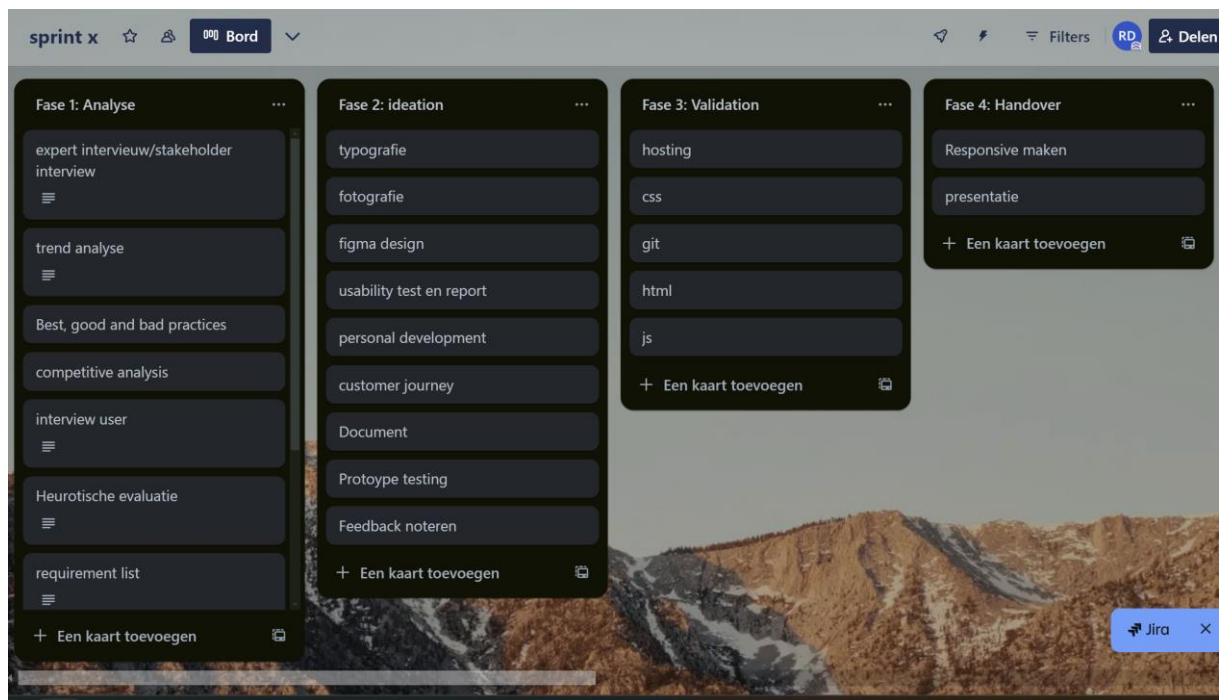 sprint x
Bord
Filters
RD
Delen
Fase 1: Analyse
expert intervieuw/stakeholder
interview
trend analyse
Best, good and bad practices
competitive analysis
interview user
Heurotische evaluatie
requirement list
+ Een kaart toevoegen
Fase 2: ideation
typografie
fotografie
figma design
usability test en report
personal development
customer journey
Document
Protoype testing
Feedback noteren
+ Een kaart toevoegen
Fase 3: Validation
hosting
css
git
html
js
+ Een kaart toevoegen
Fase 4: Handover
Responsive maken
presentatie
+ Een kaart toevoegen
Jira